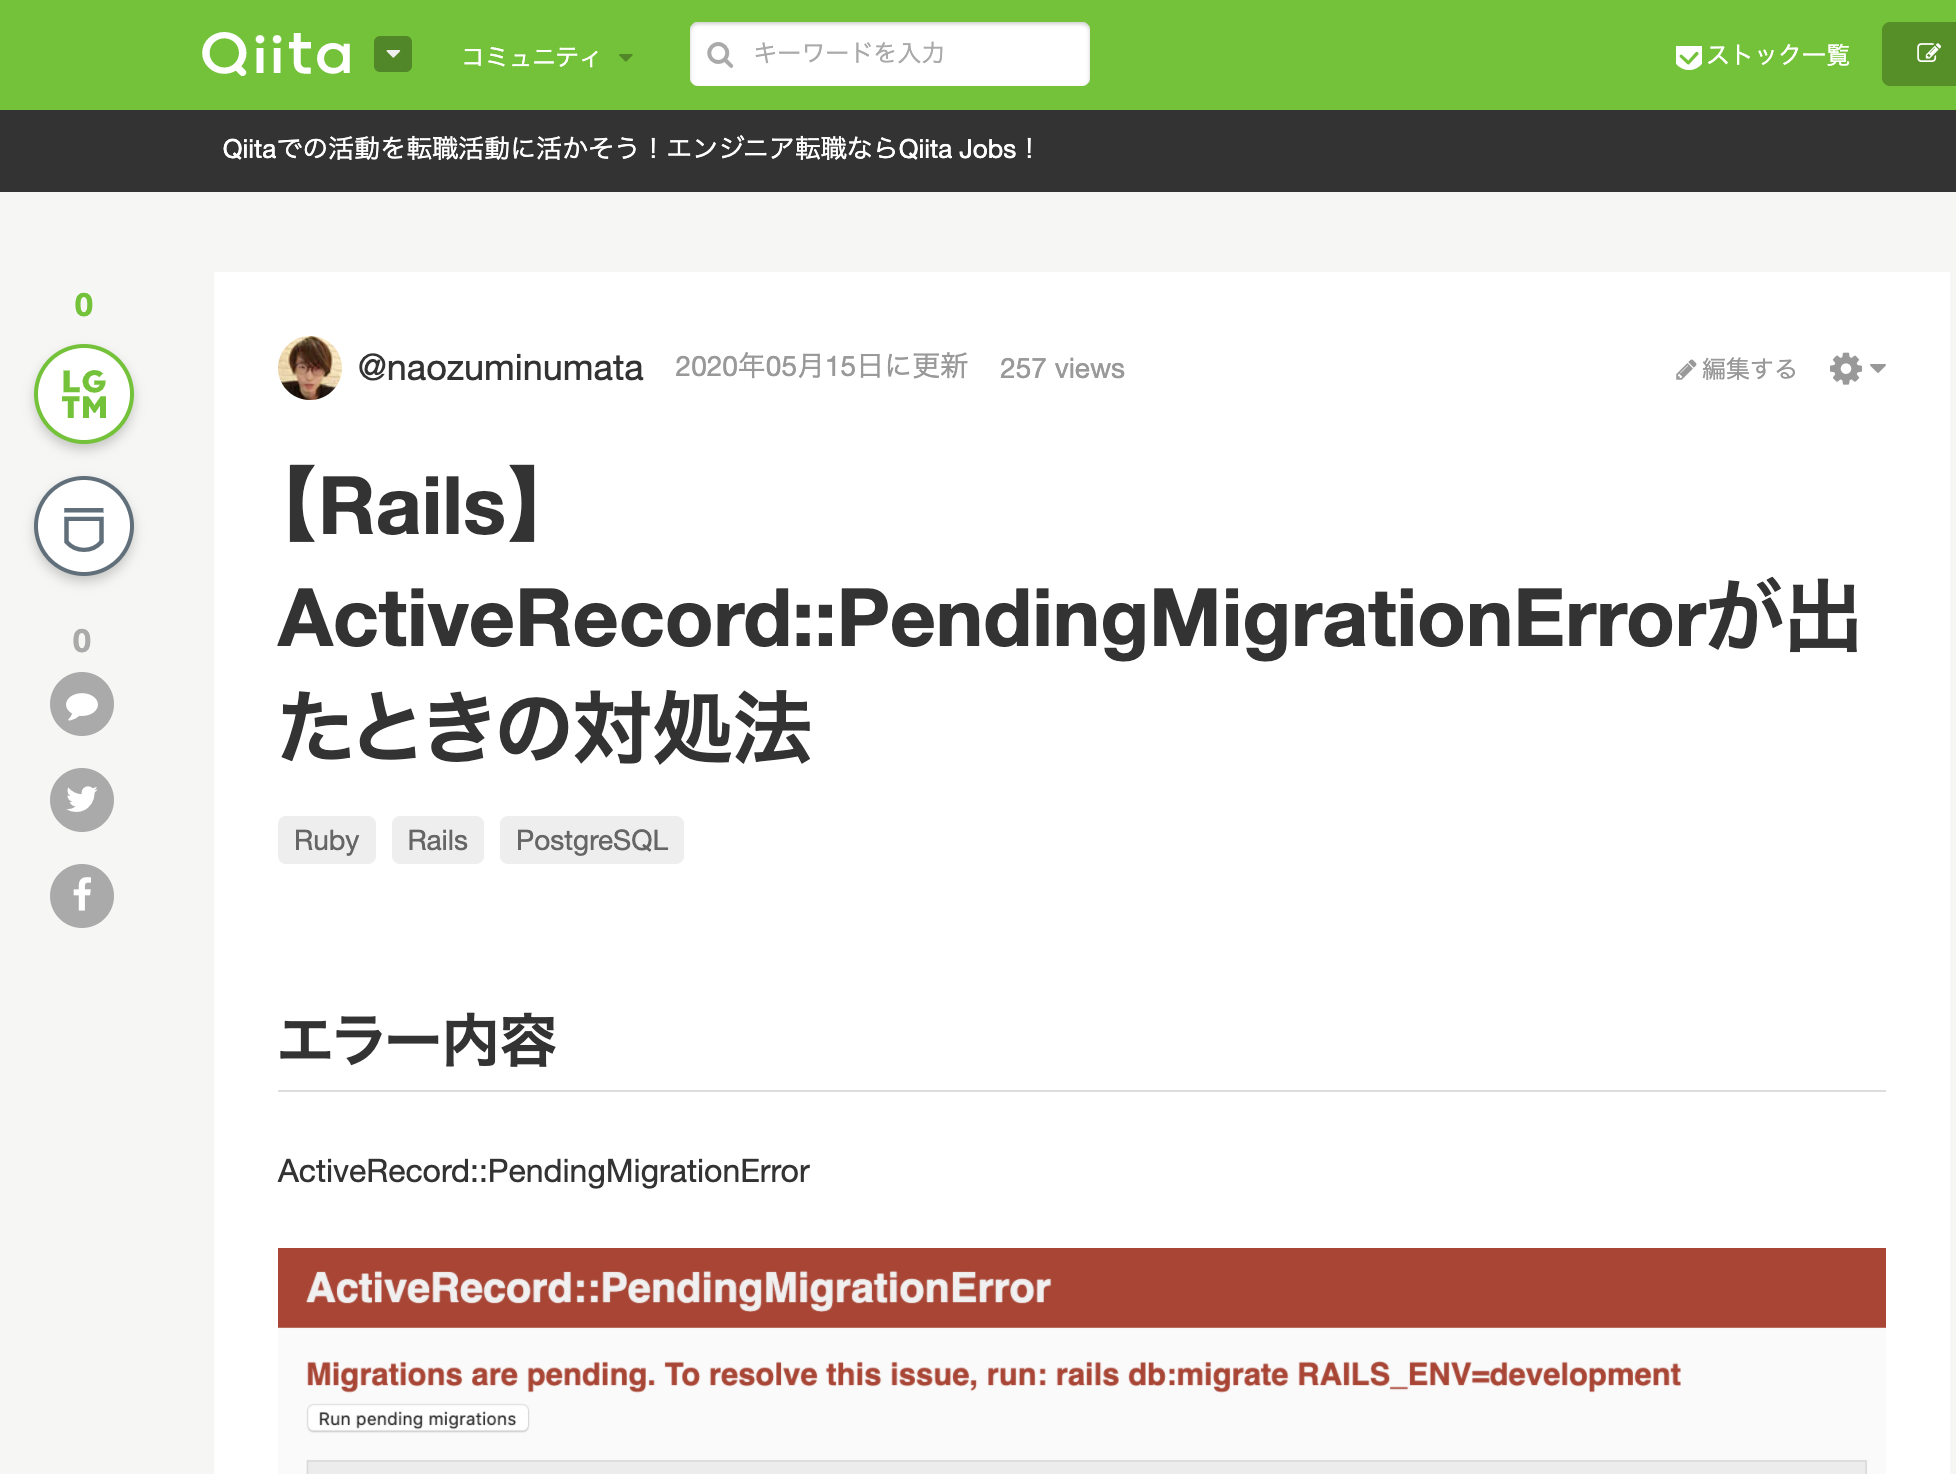 Qiita
コミュニティ
キーワードを入力
ストック一覧
Qiitaでの活動を転職活動に活かそう！エンジニア転職ならQiita Jobs！
0
LG
TM
0
@naozuminumata
2020年05月15日に更新
257 views
編集する
【Rails】
ActiveRecord::PendingMigrationErrorが出
たときの対処法
Ruby
Rails
PostgreSQL
エラー内容
ActiveRecord::PendingMigrationError
ActiveRecord::PendingMigrationError
Migrations are pending. To resolve this issue, run: rails db:migrate RAILS_ENV=development
Run pending migrations